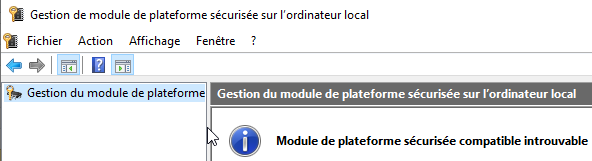 Gestion de module de plateforme sécurisée sur l'ordinateur local
Fichier Action Affichage Fenêtre ?
Gestion du module de plateforme
Gestion du module de plateforme sécurisée sur l'ordinateur local
Module de plateforme sécurisée compatible introuvable